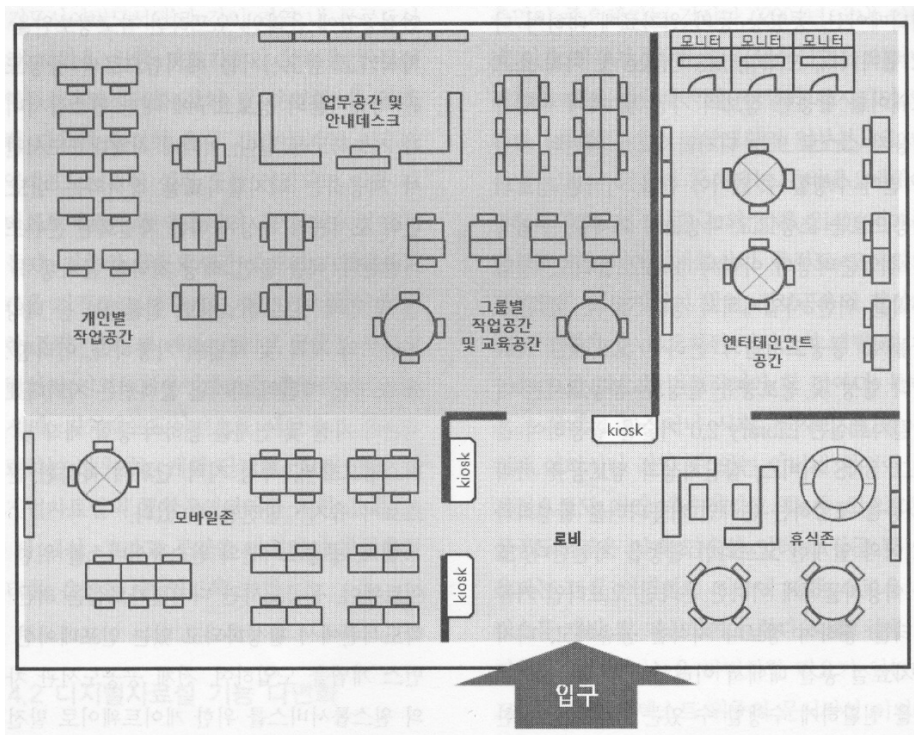 모니터 모니터 모니터
업무공간 및
안내데스크
개인별
작업공간
그룹별
작업공간
및 교육공간
엔터테인먼트
공간
kiosk
kiosk
모바일존
로비
휴식존
kiosk
입구